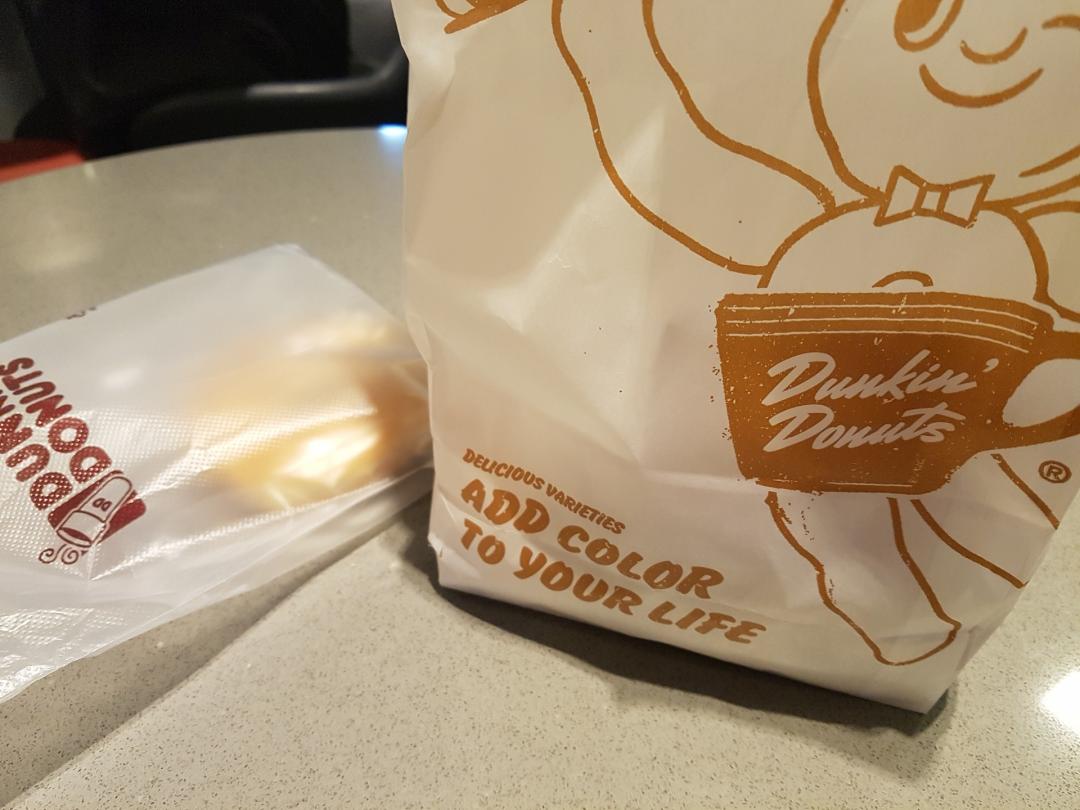 DUNKIN'
DONUTS
Dunkin'
Donuts
®
DELICIOUS VARIETIES
ADD COLOR
TO YOUR LIFE